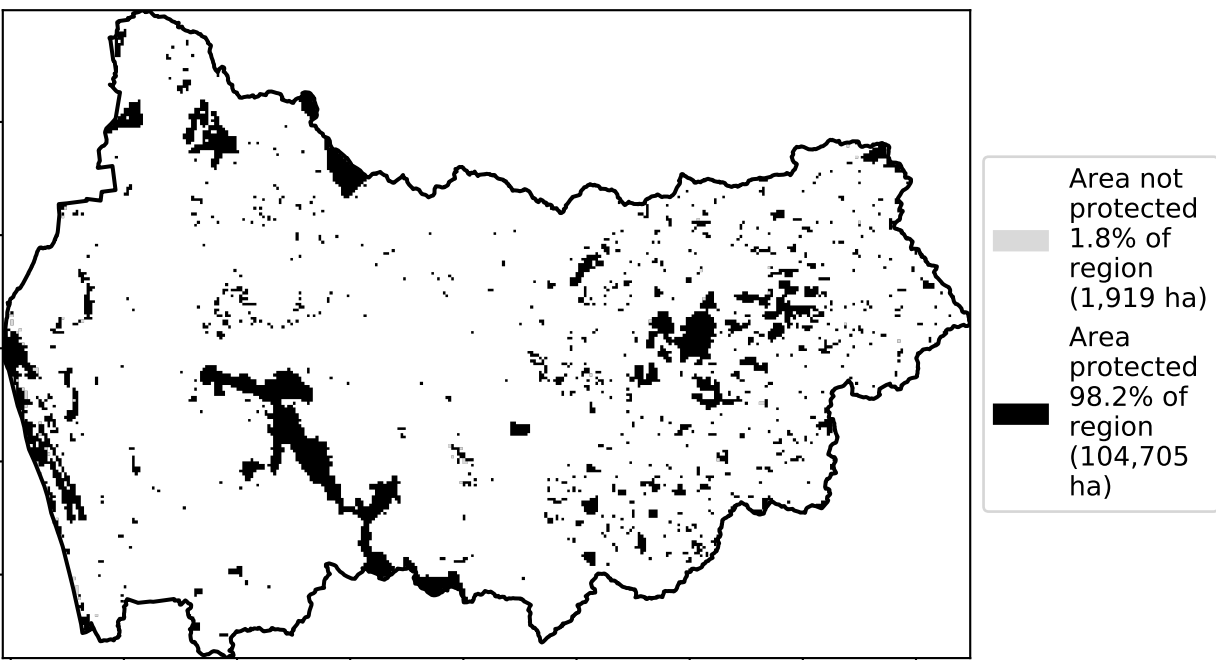 Area not
protected
1.8% of
region
(1,919 ha)
Area
protected
98.2% of
region
(104,705
ha)